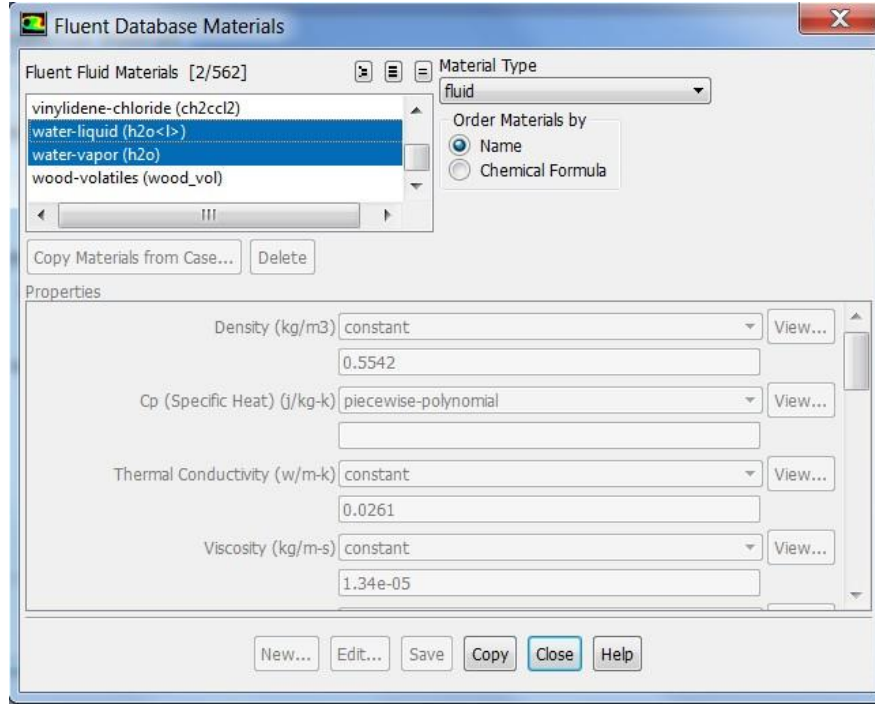 Fluent Database Materials
X
Fluent Fluid Materials [2/562]
Material Type
fluid
vinylidene-chloride (ch2ccl2)
water-liquid (h2o<l>)
water-vapor (h2o)
wood-volatiles (wood_vol)
Order Materials by
Name
Chemical Formula
Copy Materials from Case... Delete
Properties
Density (kg/m3) constant View...
0.5542
Cp (Specific Heat) (j/kg-k) piecewise-polynomial View...
Thermal Conductivity (w/m-k) constant View...
0.0261
Viscosity (kg/m-s) constant View...
1.34e-05
New... Edit... Save Copy Close Help